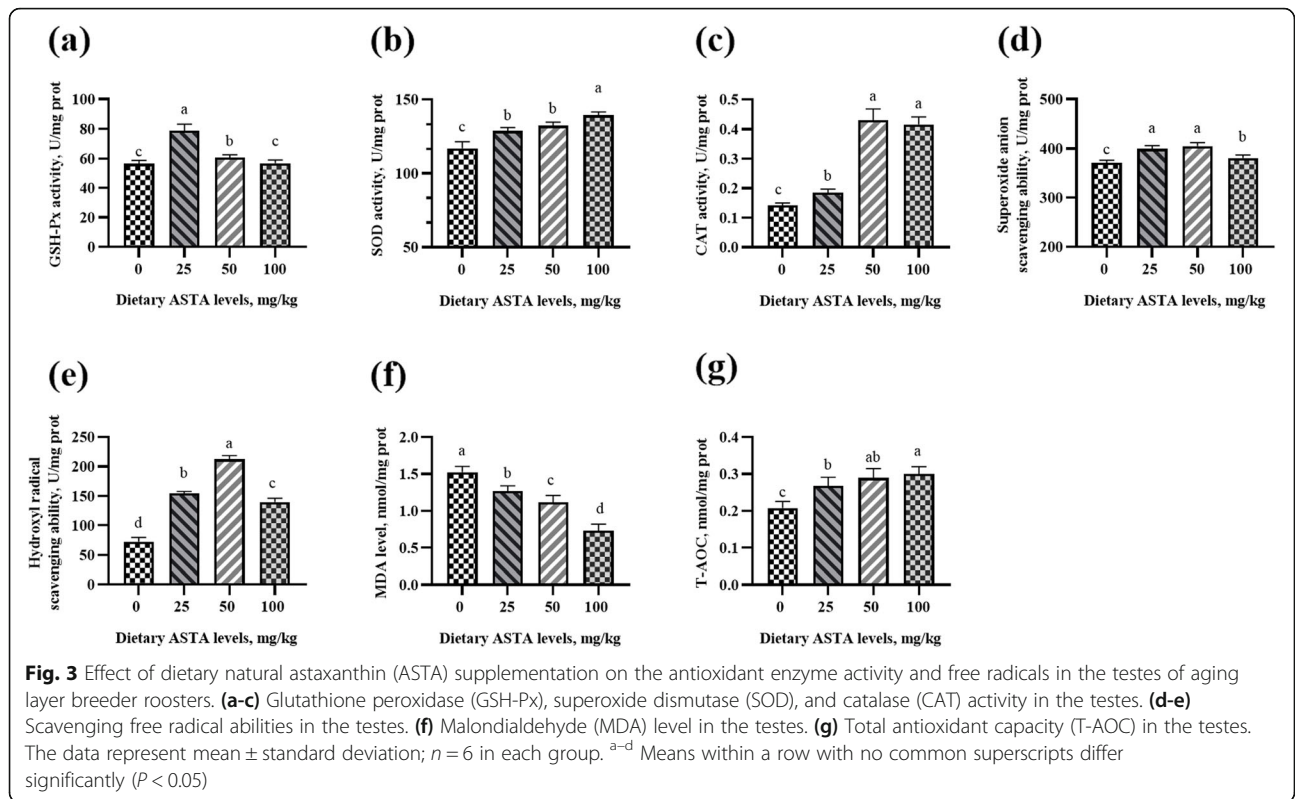 (a)
GSH-Px activity, U/mg prot
100
80
60
40
20
0
c
a
b
c
0 25 50 100
Dietary ASTA levels, mg/kg
(b)
SOD activity, U/mg prot
150
100
50
c
b
b
a
0 25 50 100
Dietary ASTA levels, mg/kg
(c)
CAT activity, U/mg prot
0.5
0.4
0.3
0.2
0.1
0.0
c
b
a
a
0 25 50 100
Dietary ASTA levels, mg/kg
(d)
Superoxide anion
scavenging ability, U/mg prot
500
400
300
200
c
a
a
b
0 25 50 100
Dietary ASTA levels, mg/kg
(e)
Hydroxyl radical
scavenging ability, U/mg prot
250
200
150
100
50
0
d
b
a
c
0 25 50 100
Dietary ASTA levels, mg/kg
(f)
MDA level, nmol/mg prot
2.0
1.5
1.0
0.5
0.0
a
b
c
d
0 25 50 100
Dietary ASTA levels, mg/kg
(g)
T-AOC, nmol/mg prot
0.4
0.3
0.2
0.1
0.0
c
b
ab
a
0 25 50 100
Dietary ASTA levels, mg/kg
Fig. 3 Effect of dietary natural astaxanthin (ASTA) supplementation on the antioxidant enzyme activity and free radicals in the testes of aging
layer breeder roosters. (a-c) Glutathione peroxidase (GSH-Px), superoxide dismutase (SOD), and catalase (CAT) activity in the testes. (d-e)
Scavenging free radical abilities in the testes. (f) Malondialdehyde (MDA) level in the testes. (g) Total antioxidant capacity (T-AOC) in the testes.
The data represent mean ± standard deviation; n = 6 in each group. a–d Means within a row with no common superscripts differ
significantly (P < 0.05)